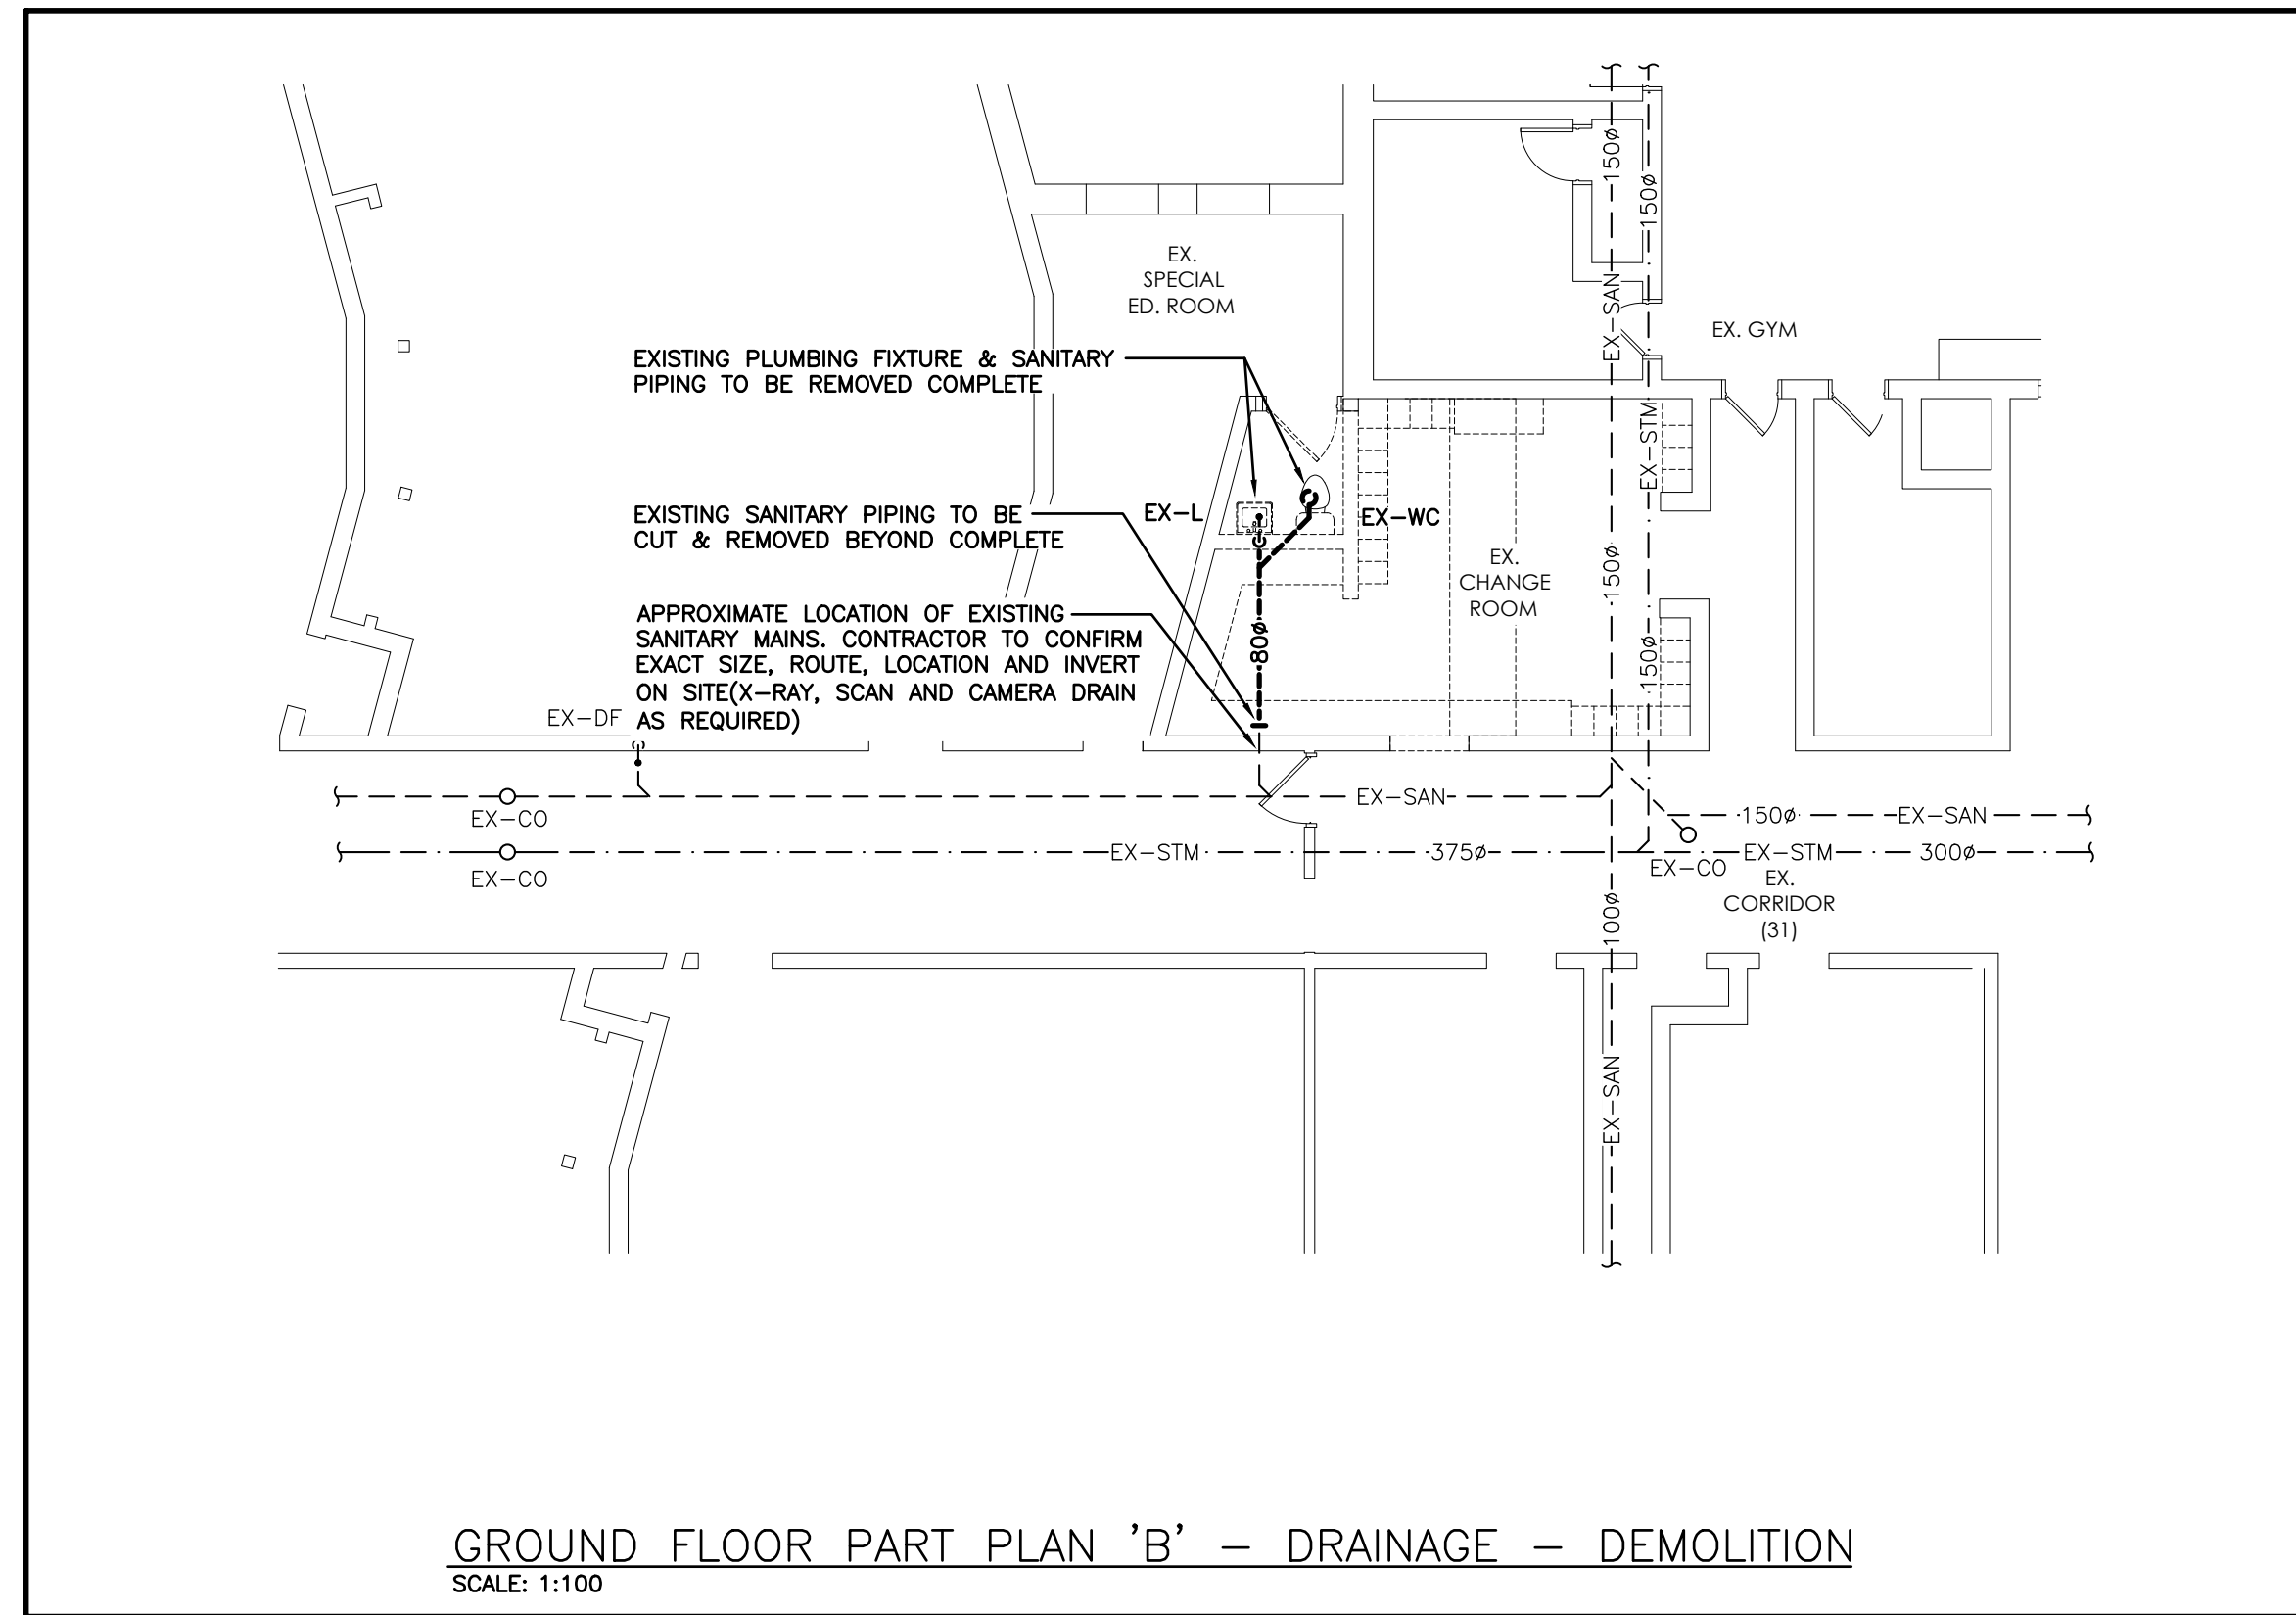 150ø
150ø
EX.
SPECIAL
ED. ROOM
EX-SAN
EX. GYM
EXISTING PLUMBING FIXTURE & SANITARY
PIPING TO BE REMOVED COMPLETE
EX-STM
EXISTING SANITARY PIPING TO BE
CUT & REMOVED BEYOND COMPLETE
EX-L
EX-WC
EX.
CHANGE
ROOM
150ø
APPROXIMATE LOCATION OF EXISTING
SANITARY MAINS. CONTRACTOR TO CONFIRM
EXACT SIZE, ROUTE, LOCATION AND INVERT
ON SITE(X-RAY, SCAN AND CAMERA DRAIN
AS REQUIRED)
80ø
150ø
EX-DF
EX-SAN
EX-CO
150ø
EX-SAN
EX-STM
375ø
EX-STM
300ø
EX-CO
EX-CO
EX.
CORRIDOR
(31)
100ø
EX-SAN
GROUND FLOOR PART PLAN 'B' - DRAINAGE - DEMOLITION
SCALE: 1:100